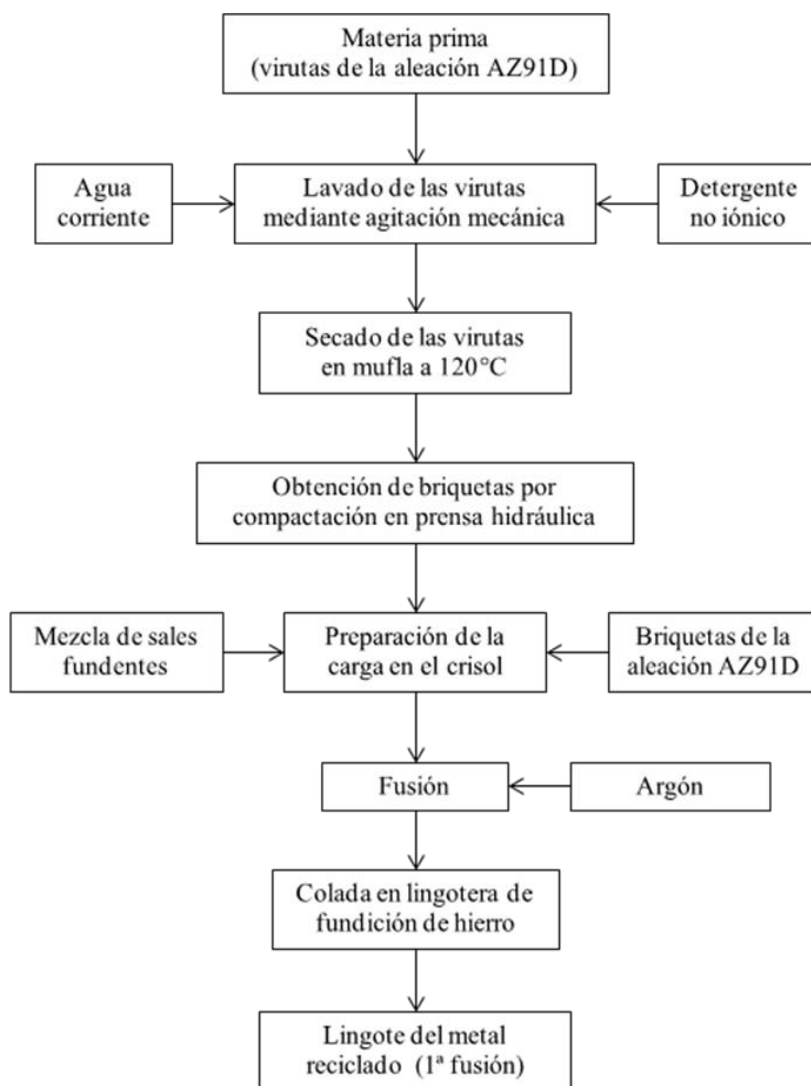 Materia prima
(virutas de la aleación AZ91D)
Agua
corriente
Lavado de las virutas
mediante agitación mecánica
Detergente
no iónico
Secado de las virutas
en mufla a 120°C
Obtención de briquetas por
compactación en prensa hidráulica
Mezcla de sales
fundentes
Preparación de la
carga en el crisol
Briquetas de la
aleación AZ91D
Fusión
Argón
Colada en lingotera de
fundición de hierro
Lingote del metal
reciclado (1ª fusión)